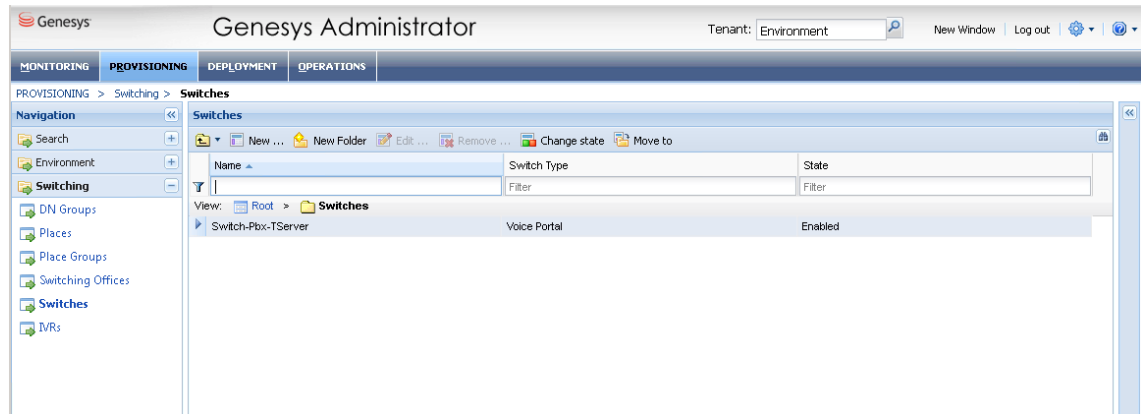 Genesys
Genesys Administrator
Tenant: Environment
New Window | Log out
MONITORING PROVISIONING DEPLOYMENT OPERATIONS
PROVISIONING > Switching > Switches
Navigation
Switches
Search
New ... New Folder Edit ... Remove ... Change state Move to
Environment
Name Switch Type State
Switching
Filter Filter
DN Groups
View: Root > Switches
Switch-Pbx-TServer Voice Portal Enabled
Places
Place Groups
Switching Offices
Switches
IVRs